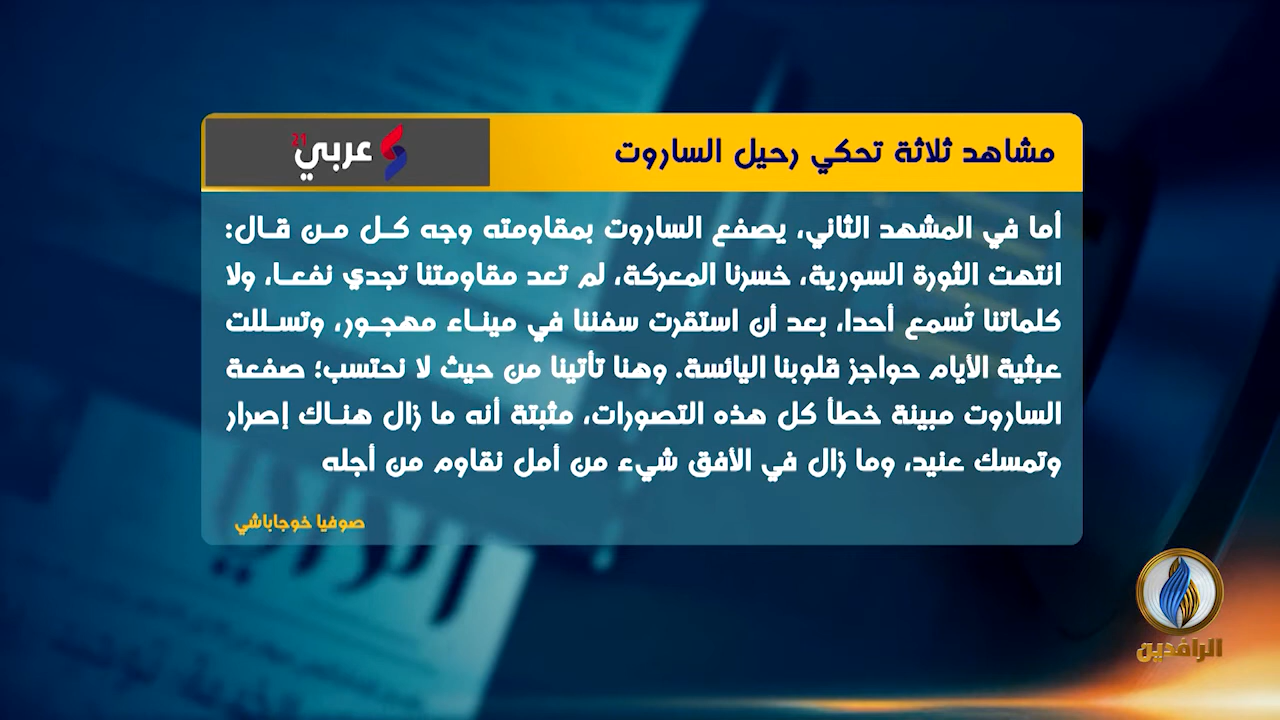 مشاهد ثلاثة تحكي رحيل الساروت
عربي 21
أما في المشهد الثاني، يصفع الساروت بمقاومته وجه كل من قال:
انتهت الثورة السورية، خسرنا المعركة، لم تعد مقاومتنا تجدي نفعا، ولا
كلماتنا تُسمع أحدا، بعد أن استقرت سفننا في ميناء مهجور، وتسللت
عبثية الأيام حواجز قلوبنا اليائسة. وهنا تأتينا من حيث لا نحتسب؛ صفعة
الساروت مبينة خطأ كل هذه التصورات، مثبتة أنه ما زال هناك إصرار
وتمسك عنيد، وما زال في الأفق شيء من أمل نقاوم من أجله
صوفيا خوجاباشي
الرافدين